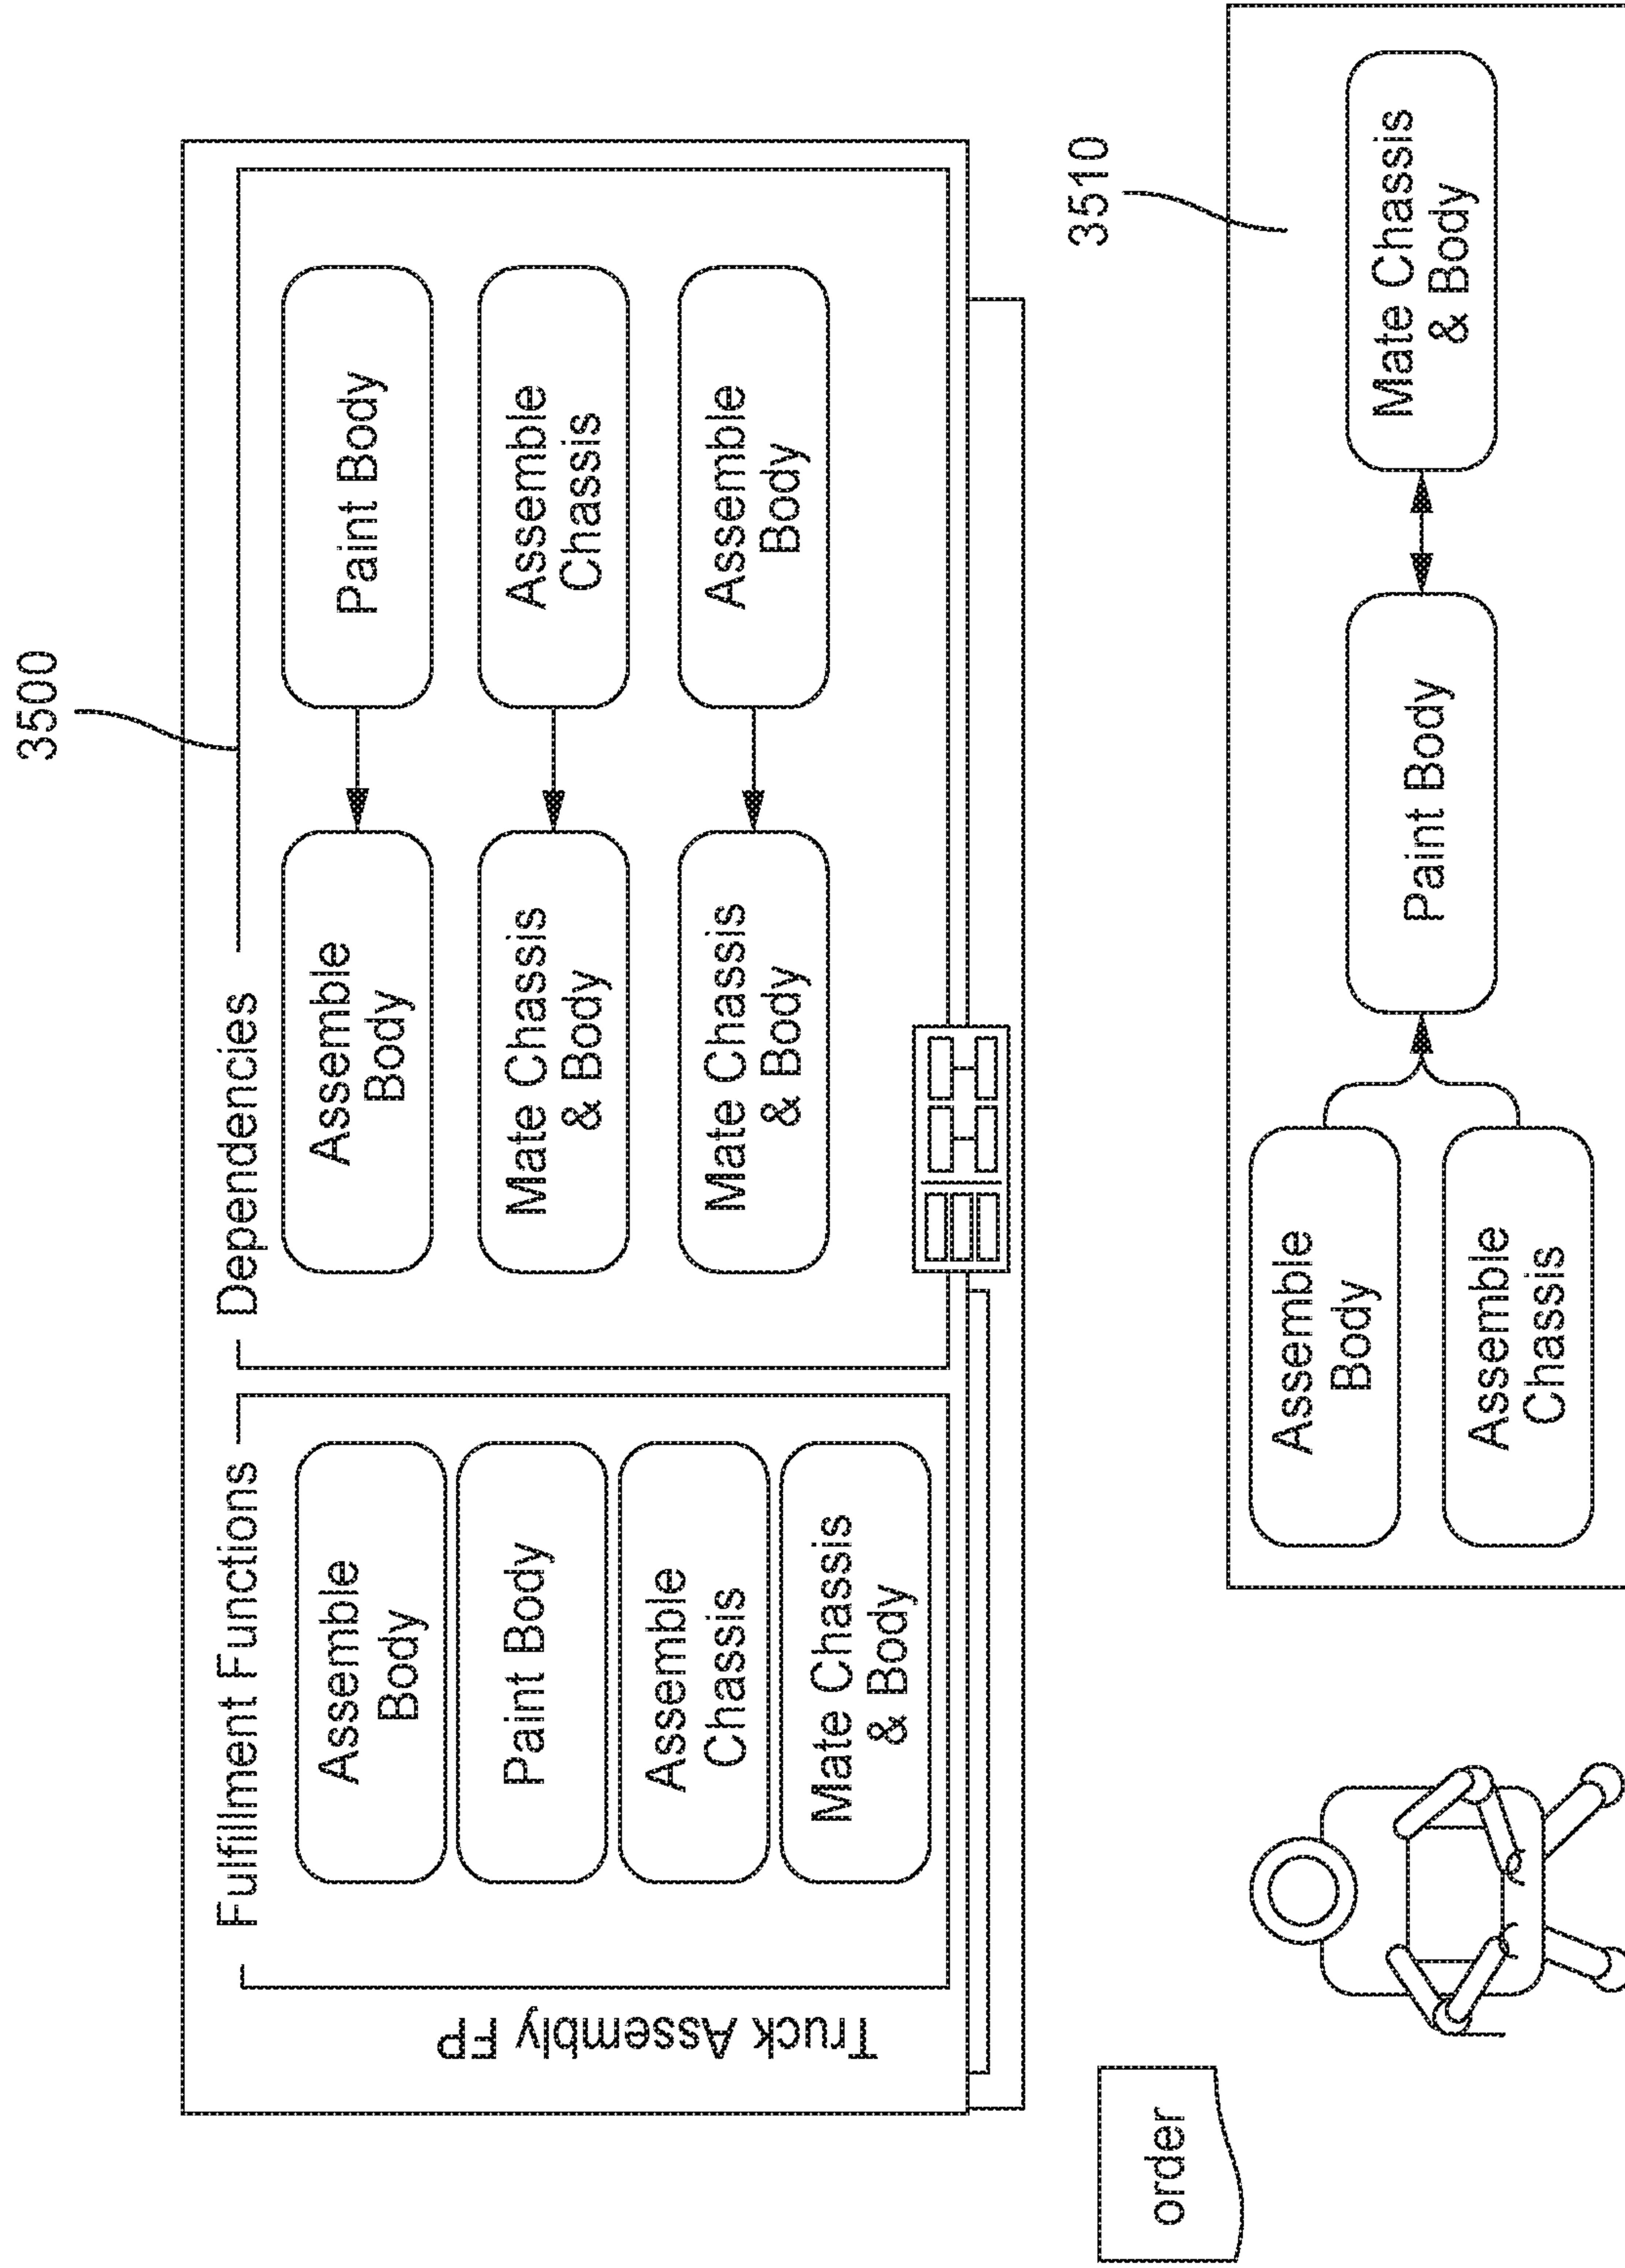 3500
Fulfillment Functions
Dependencies
Truck Assembly FP
Assemble
Body
Paint Body
Assemble
Chassis
Mate Chassis
& Body
Assemble
Body
Paint Body
Mate Chassis
& Body
Assemble
Chassis
Mate Chassis
& Body
Assemble
Body
order
3510
Assemble
Body
Assemble
Chassis
Paint Body
Mate Chassis
& Body